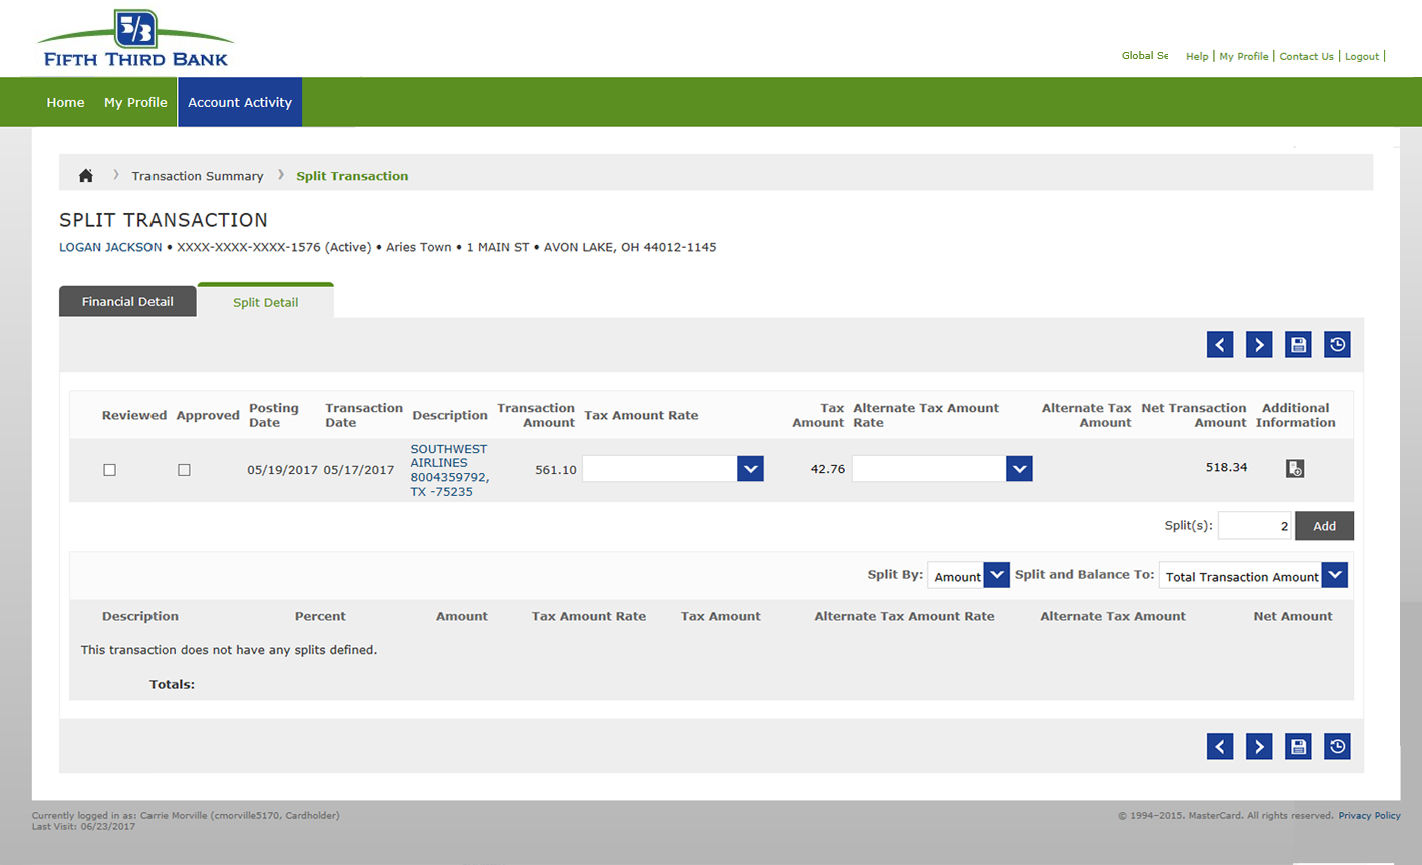 5/3
FIFTH THIRD BANK
Global Se Help | My Profile | Contact Us | Logout |
Home My Profile Account Activity
Transaction Summary Split Transaction
SPLIT TRANSACTION
LOGAN JACKSON • XXXX-XXXX-XXXX-1576 (Active) • Aries Town • 1 MAIN ST • AVON LAKE, OH 44012-1145
Financial Detail Split Detail
Reviewed Approved Posting Date Transaction Date Description Transaction Amount Tax Amount Rate Tax Amount Alternate Tax Amount Rate Alternate Tax Amount Net Transaction Amount Additional Information
05/19/2017 05/17/2017 SOUTHWEST AIRLINES 8004359792, TX -75235 561.10 42.76 518.34
Split(s): 2 Add
Split By: Amount Split and Balance To: Total Transaction Amount
Description Percent Amount Tax Amount Rate Tax Amount Alternate Tax Amount Rate Alternate Tax Amount Net Amount
This transaction does not have any splits defined.
Totals:
Currently logged in as: Carrie Morville (cmorville5170, Cardholder) © 1994–2015. MasterCard. All rights reserved. Privacy Policy
Last Visit: 06/23/2017